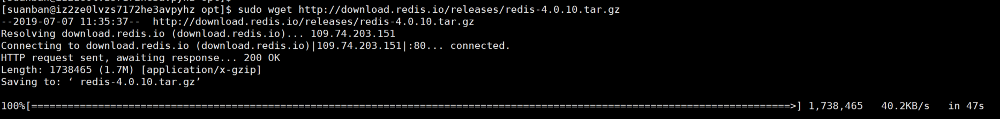 [suanban@iz2ze0lvzs7172he3avpyhz opt]$
[suanban@iz2ze0lvzs7172he3avpyhz opt]$ sudo wget http://download.redis.io/releases/redis-4.0.10.tar.gz
--2019-07-07 11:35:37--  http://download.redis.io/releases/redis-4.0.10.tar.gz
Resolving download.redis.io (download.redis.io)... 109.74.203.151
Connecting to download.redis.io (download.redis.io)|109.74.203.151|:80... connected.
HTTP request sent, awaiting response... 200 OK
Length: 1738465 (1.7M) [application/x-gzip]
Saving to: ‘ redis-4.0.10.tar.gz’
100%[=============================================================================================================================>] 1,738,465   40.2KB/s   in 47s